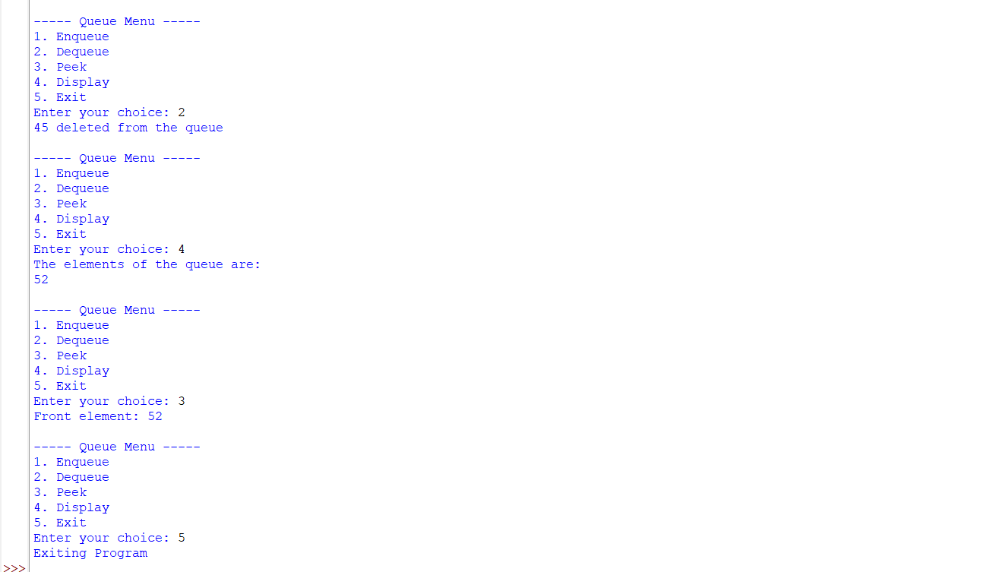 ----- Queue Menu -----
1. Enqueue
2. Dequeue
3. Peek
4. Display
5. Exit
Enter your choice: 2
45 deleted from the queue
----- Queue Menu -----
1. Enqueue
2. Dequeue
3. Peek
4. Display
5. Exit
Enter your choice: 4
The elements of the queue are:
52
----- Queue Menu -----
1. Enqueue
2. Dequeue
3. Peek
4. Display
5. Exit
Enter your choice: 3
Front element: 52
----- Queue Menu -----
1. Enqueue
2. Dequeue
3. Peek
4. Display
5. Exit
Enter your choice: 5
Exiting Program
>>>